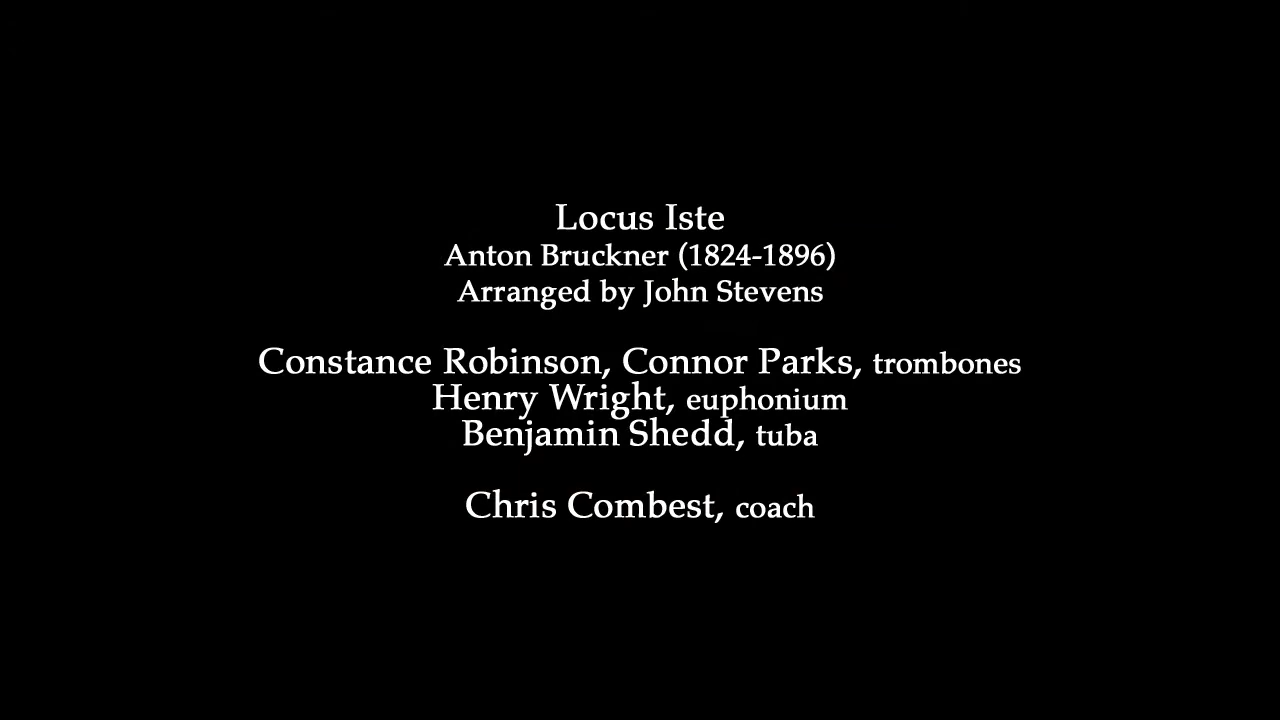 Locus Iste
Anton Bruckner (1824-1896)
Arranged by John Stevens
Constance Robinson, Connor Parks, trombones
Henry Wright, euphonium
Benjamin Shedd, tuba
Chris Combest, coach